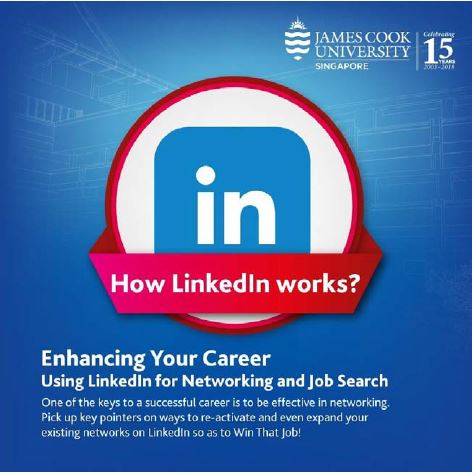 JAMES COOK
UNIVERSITY
SINGAPORE
Celebrating
15
YEARS
2003-2018
in
How LinkedIn works?
Enhancing Your Career
Using LinkedIn for Networking and Job Search
One of the keys to a successful career is to be effective in networking.
Pick up key pointers on ways to re-activate and even expand your
existing networks on LinkedIn so as to Win That Job!